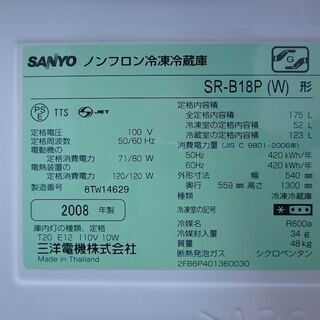 SANYO ノンフロン冷凍冷蔵庫
SR-B18P (W) 形
G
PS
E
TTS
JET
定格電圧 100 V
定格周波数 50/60 Hz
電動機の
定格消費電力 71/80 W
電熱装置の
定格消費電力 120/120 W
製造番号 8TW14629
2008 年製
庫内灯の種類、定格
T20 E12 110V 10W
三洋電機株式会社
Made in Thailand
定格内容積
全定格内容積 175 L
冷凍室の定格内容積 52 L
冷蔵室の定格内容積 123 L
消費電力量 (JIS C 9801-2006年)
50Hz 420 kWh/年
60Hz 420 kWh/年
外形寸法 幅 540 mm
奥行 559 mm
高さ 1300 mm
種類 冷凍冷蔵庫
冷凍室の記号
冷媒名 R600a
冷媒封入量 34 g
質量 48kg
断熱発泡ガス シクロペンタン
2FB6P401360030